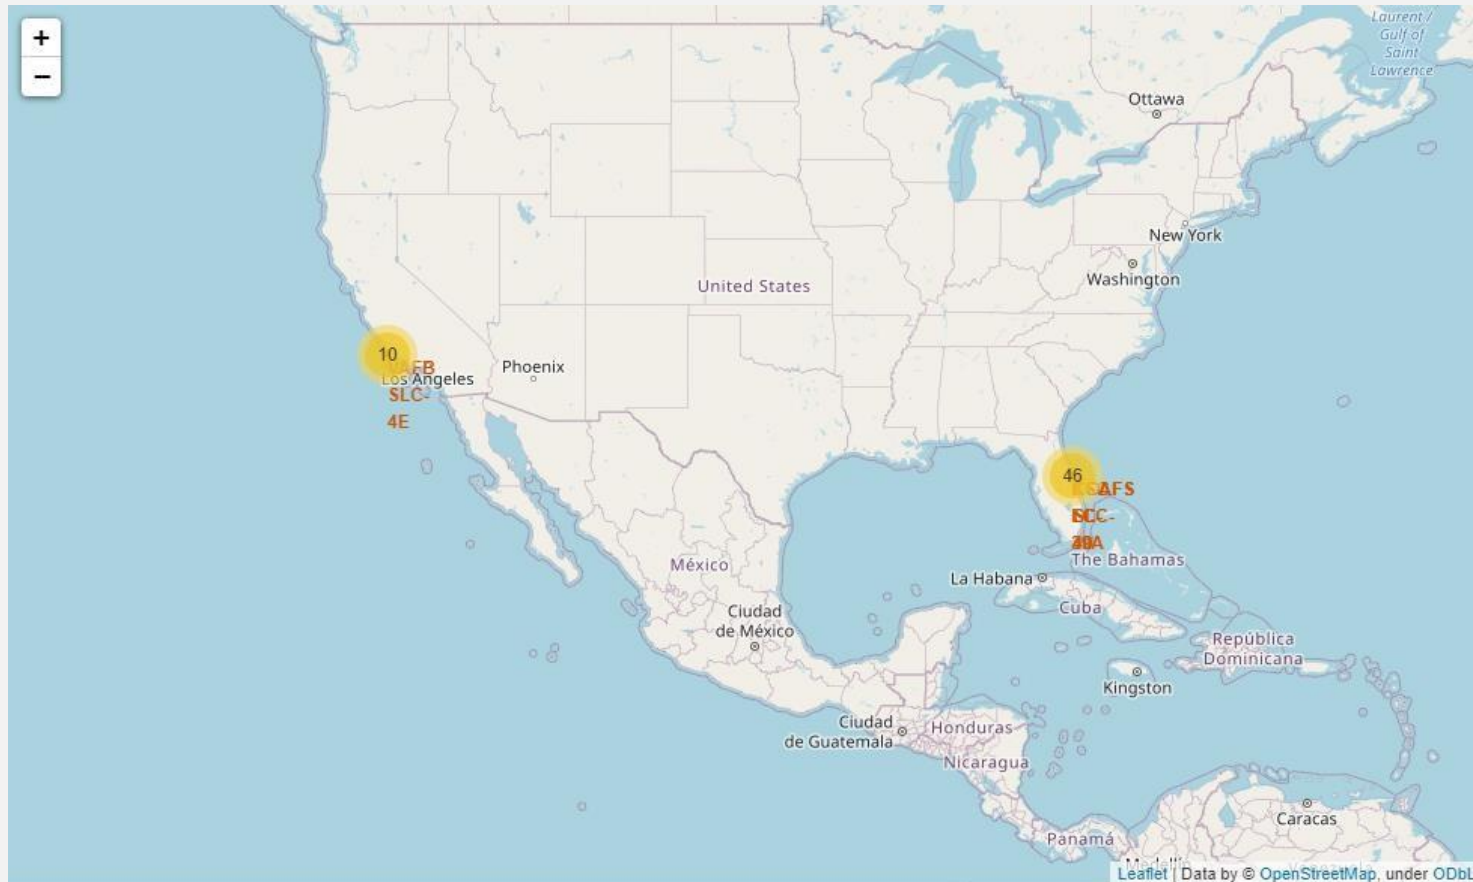 +
−
Laurent /
Gulf of
Saint
Lawrence
Ottawa
New York
Washington
United States
10
Los Angeles
SLC-
4E
Phoenix
46
The Bahamas
La Habana
México
Cuba
Ciudad
de México
República
Dominicana
Kingston
Ciudad
de Guatemala
Honduras
Nicaragua
Caracas
Panamá
Leaflet | Data by © OpenStreetMap, under ODbL